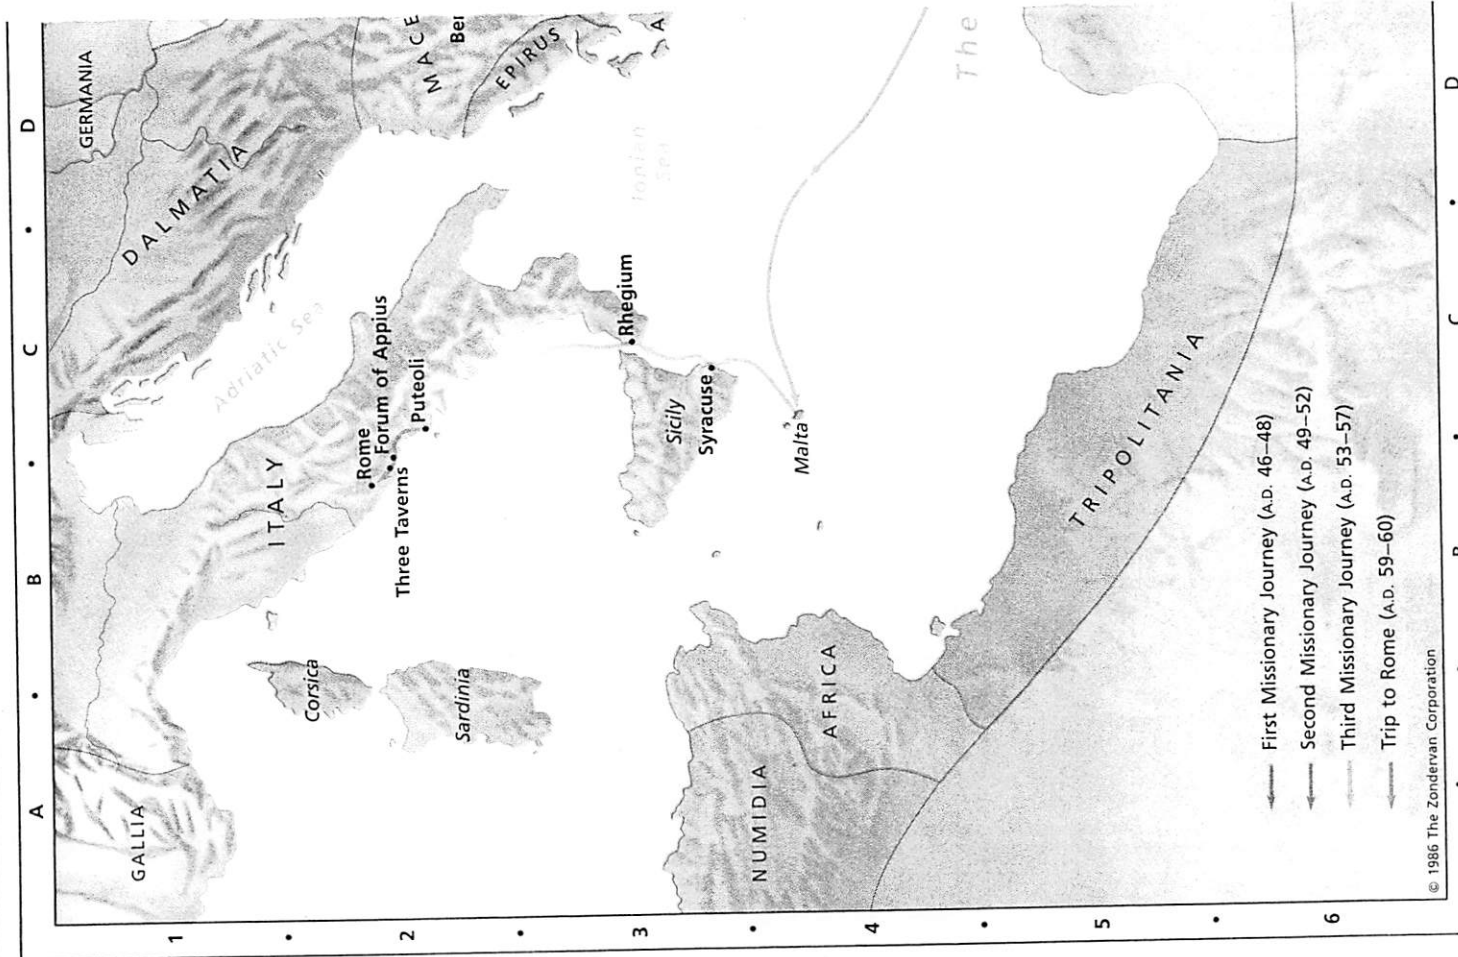 A
B
C
D
1
2
3
4
5
6
GALLIA
GERMANIA
DALMATIA
MACE
Ber
EPIRUS
A
ITALY
Adriatic Sea
Rome
Forum of Appius
Three Taverns
Puteoli
Corsica
Sardinia
Ionian
Sea
Rhegium
Sicily
Syracuse
Malta
The
NUMIDIA
AFRICA
TRIPOLITANIA
First Missionary Journey (A.D. 46–48)
Second Missionary Journey (A.D. 49–52)
Third Missionary Journey (A.D. 53–57)
Trip to Rome (A.D. 59–60)
© 1986 The Zondervan Corporation
B
C
D